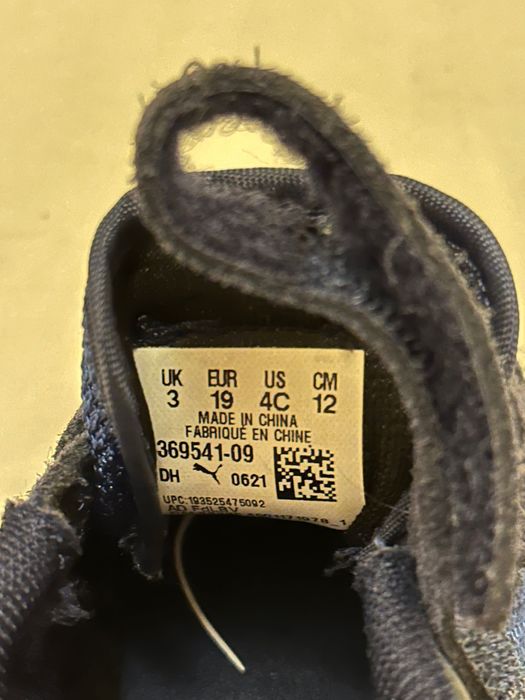 UK EUR US CM
3 19 4C 12
MADE IN CHINA
FABRIQUÉ EN CHINE
369541-09
DH 0621
UPC:193525475092